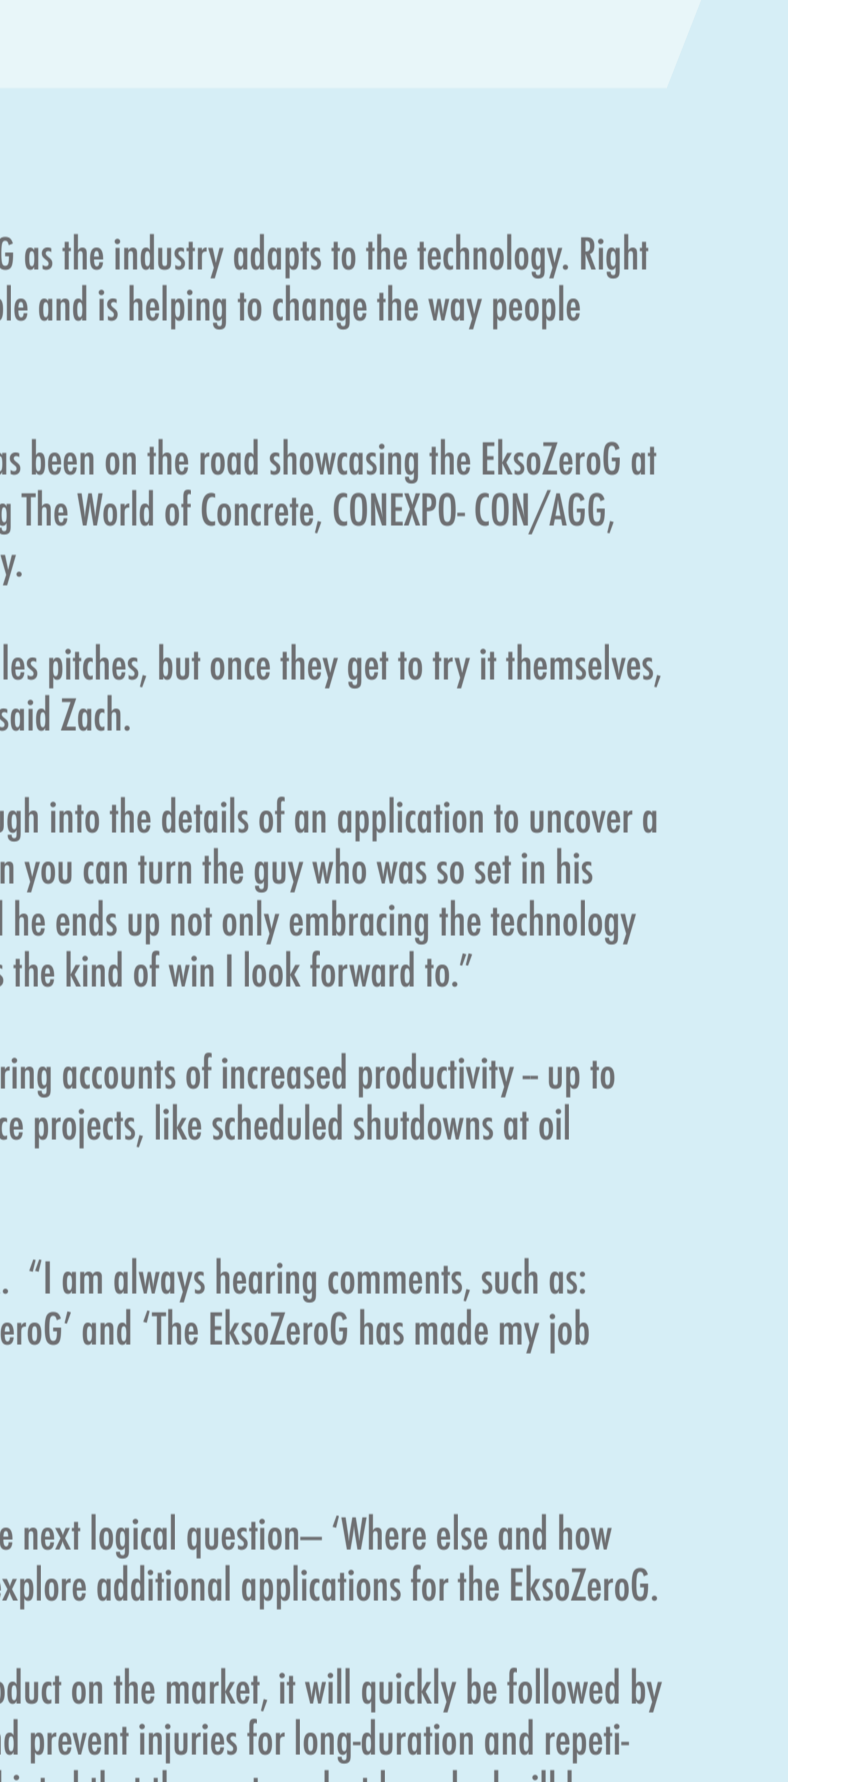 G as the industry adapts to the technology. Right
and is helping to change the way people
been on the road showcasing the EksoZeroG at
The World of Concrete, CONEXPO- CON/AGG,
y.
les pitches, but once they get to try it themselves,
said Zach.
ugh into the details of an application to uncover a
n you can turn the guy who was so set in his
he ends up not only embracing the technology
s the kind of win I look forward to.”
ring accounts of increased productivity – up to
ce projects, like scheduled shutdowns at oil
. “I am always hearing comments, such as:
eroG’ and ‘The EksoZeroG has made my job
e next logical question– ‘Where else and how
explore additional applications for the EksoZeroG.
oduct on the market, it will quickly be followed by
nd prevent injuries for long-duration and repeti-